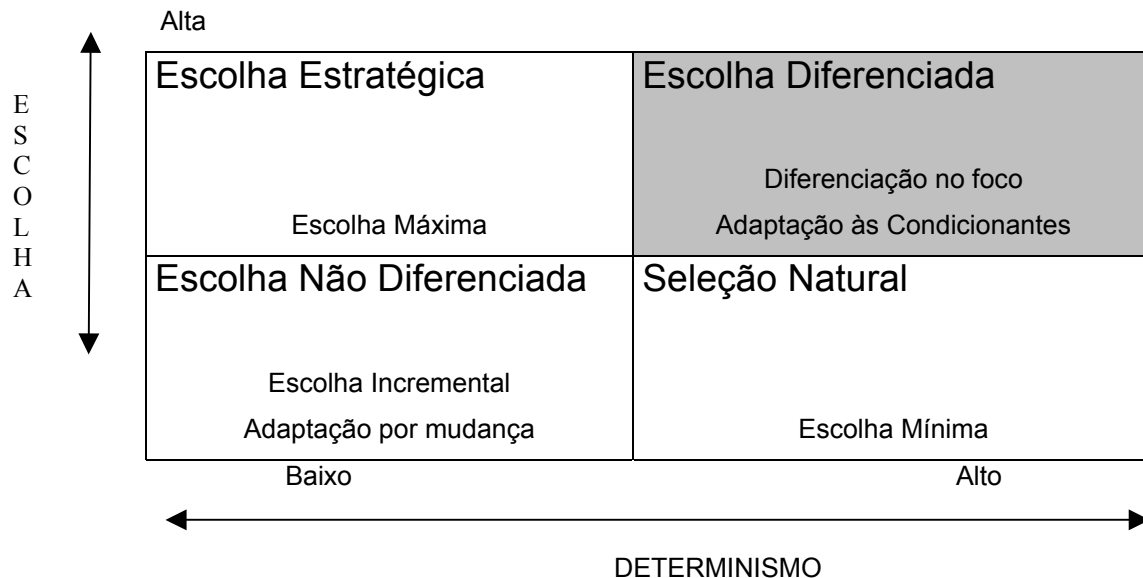 Alta
E
S
C
O
L
H
A
Escolha Estratégica
Escolha Máxima
Escolha Diferenciada
Diferenciação no foco
Adaptação às Condicionantes
Escolha Não Diferenciada
Escolha Incremental
Adaptação por mudança
Seleção Natural
Escolha Mínima
Baixo
Alto
DETERMINISMO